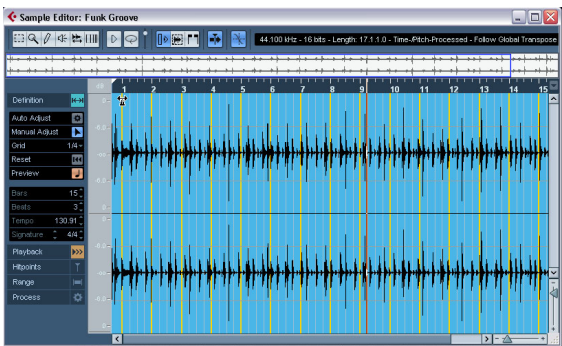 Sample Editor: Funk Groove
44.100 kHz - 16 bits - Length: 17.1.1.0 - Time-/Pitch-Processed - Follow Global Transpose
1 2 3 4 5 6 7 8 9 10 11 12 13 14 15
Definition
Auto Adjust
Manual Adjust
Grid 1/4
Reset
Preview
Bars 15
Beats 3
Tempo 130.91
Signature 4/4
Playback
Hitpoints
Range
Process